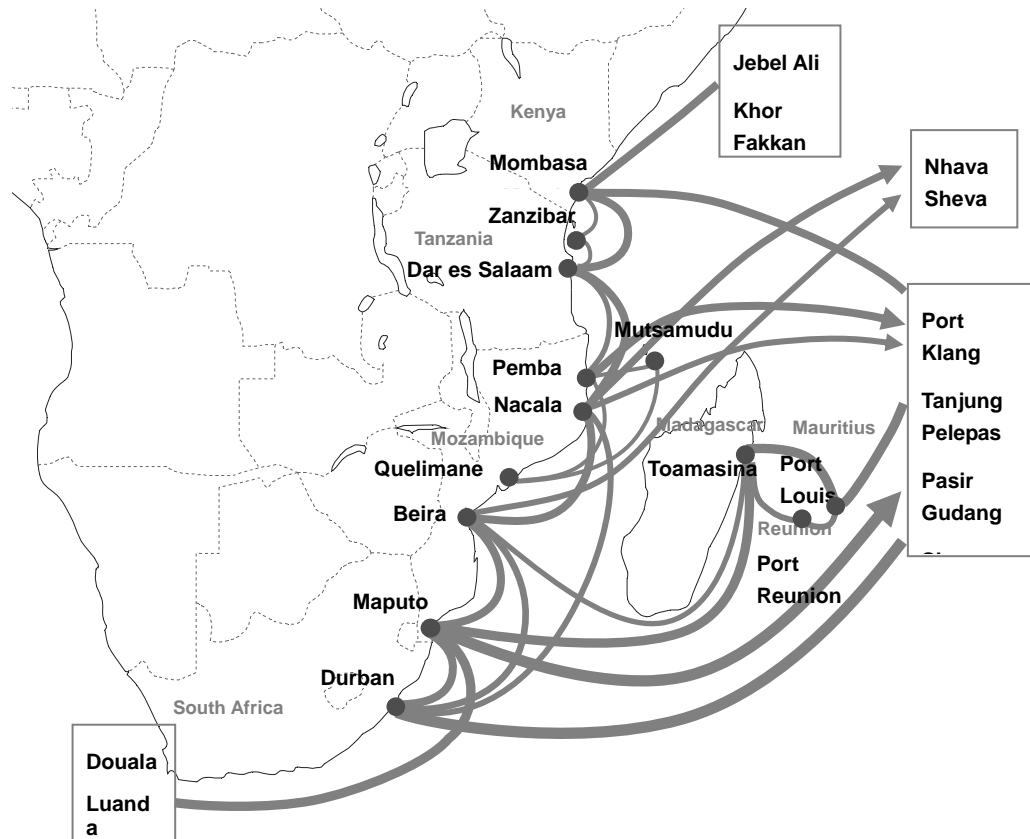 Jebel Ali
Khor
Fakkan
Kenya
Mombasa
Nhava
Sheva
Zanzibar
Tanzania
Dar es Salaam
Port
Klang
Mutsamudu
Pemba
Nacala
Tanjung
Pelepas
Madagascar
Mauritius
Mozambique
Quelimane
Toamasina
Port
Louis
Pasir
Gudang
Beira
Reunion
Port
Reunion
Maputo
Durban
South Africa
Douala
Luand
a